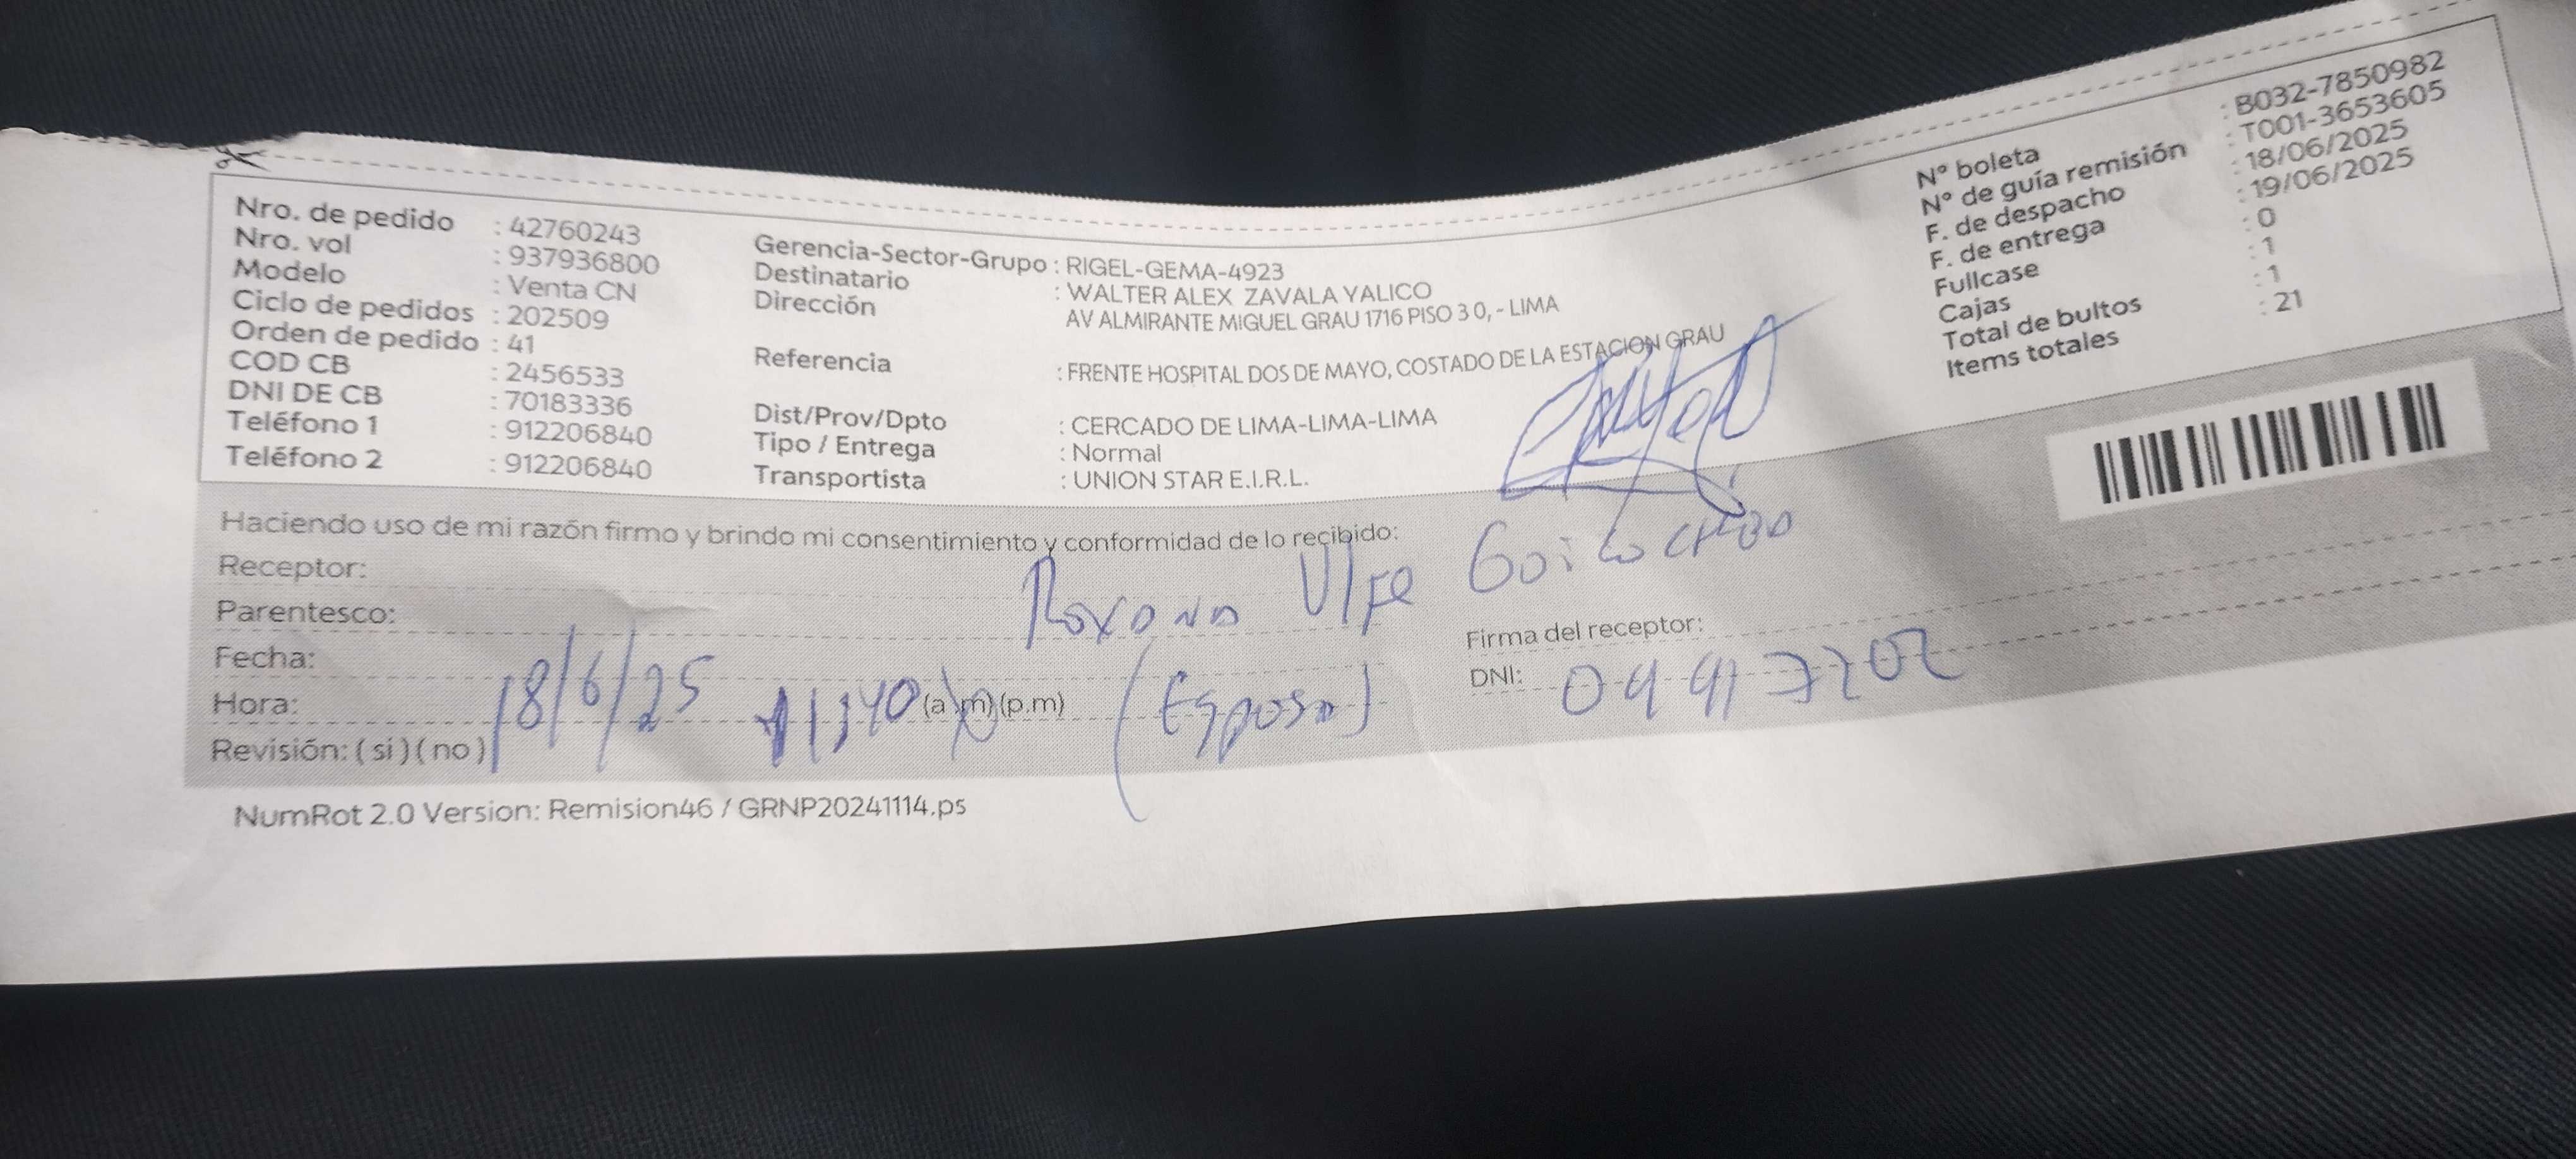 Nro. de pedido : 42760243
Nro. vol : 937936800
Modelo : Venta CN
Ciclo de pedidos : 202509
Orden de pedido : 41
COD CB : 2456533
DNI DE CB : 70183336
Teléfono 1 : 912206840
Teléfono 2 : 912206840
Gerencia-Sector-Grupo : RIGEL-GEMA-4923
Destinatario : WALTER ALEX ZAVALA YALICO
Dirección AV ALMIRANTE MIGUEL GRAU 1716 PISO 3 0, - LIMA
Referencia : FRENTE HOSPITAL DOS DE MAYO, COSTADO DE LA ESTACION GRAU
Dist/Prov/Dpto : CERCADO DE LIMA-LIMA-LIMA
Tipo / Entrega : Normal
Transportista : UNION STAR E.I.R.L.
N° boleta : B032-7850982
N° de guía remisión : T001-3653605
F. de despacho : 18/06/2025
F. de entrega : 19/06/2025
Fullcase : 0
Cajas : 1
Total de bultos : 1
Items totales : 21
Haciendo uso de mi razón firmo y brindo mi consentimiento y conformidad de lo recibido:
Receptor:
Roxana
Parentesco:
Firma del receptor:
Fecha:
(Esposa)
DNI:
Hora: 18/6/25 11:40 (a.m) (p.m)
Revisión: ( si ) ( no )
NumRot 2.0 Version: Remision46 / GRNP20241114.ps